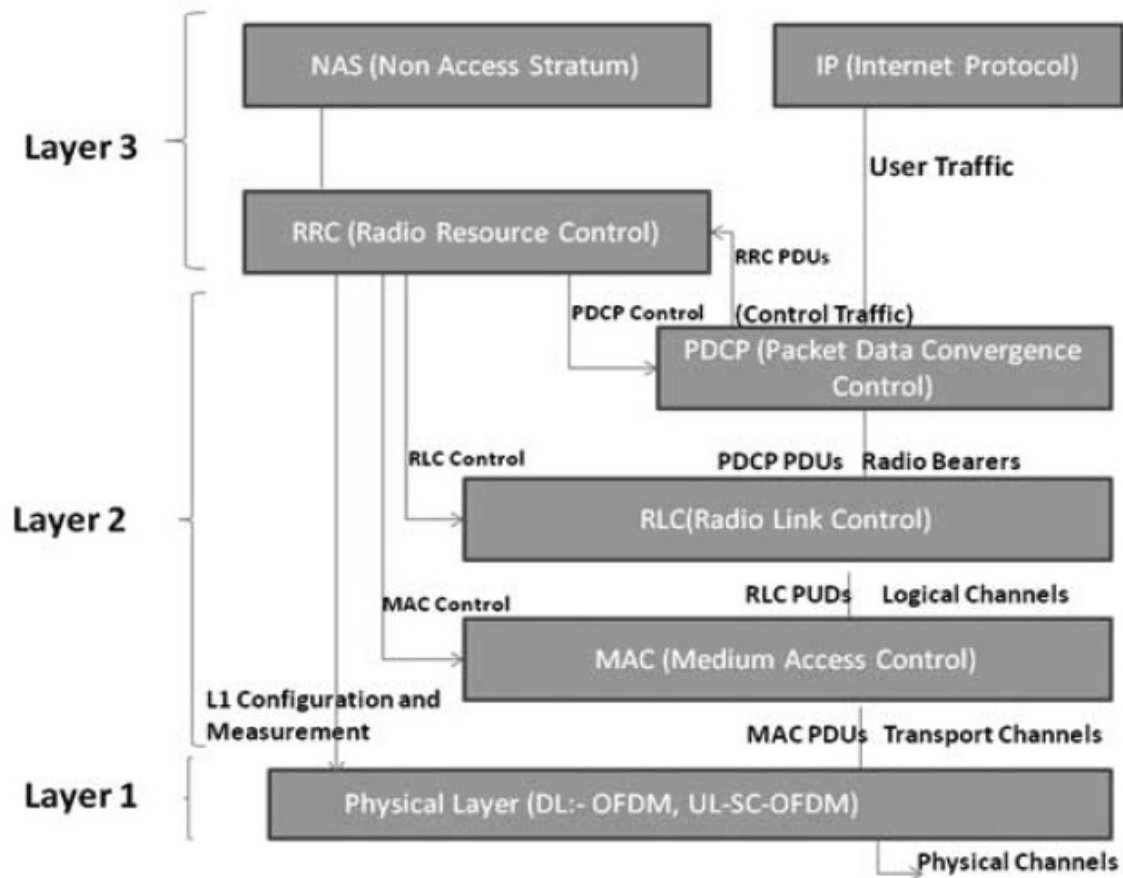 NAS (Non Access Stratum)
IP (Internet Protocol)
Layer 3
User Traffic
RRC (Radio Resource Control)
RRC PDUs
PDCP Control
(Control Traffic)
PDCP (Packet Data Convergence
Control)
RLC Control
PDCP PDUs Radio Bearers
Layer 2
RLC(Radio Link Control)
RLC PUDs Logical Channels
MAC Control
MAC (Medium Access Control)
L1 Configuration and
Measurement
MAC PDUs Transport Channels
Layer 1
Physical Layer (DL:- OFDM, UL-SC-OFDM)
Physical Channels